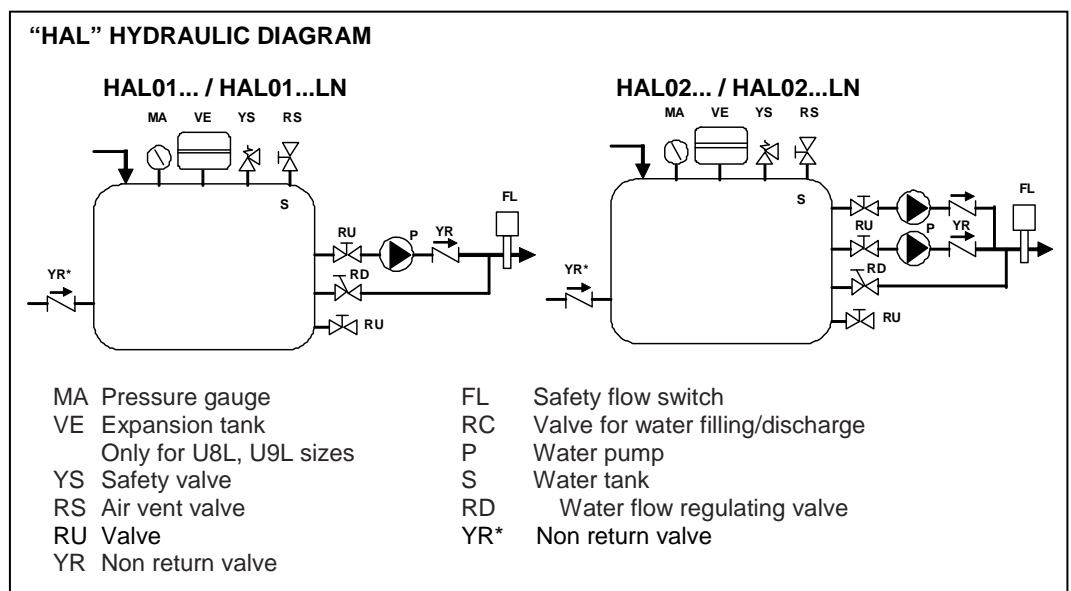 “HAL” HYDRAULIC DIAGRAM
HAL01... / HAL01...LN
MA VE YS RS
S
FL
RU P YR
YR* RD
RU
HAL02... / HAL02...LN
MA VE YS RS
S
FL
RU P YR
YR* RD
RU
MA Pressure gauge
VE Expansion tank
Only for U8L, U9L sizes
YS Safety valve
RS Air vent valve
RU Valve
YR Non return valve
FL Safety flow switch
RC Valve for water filling/discharge
P Water pump
S Water tank
RD Water flow regulating valve
YR* Non return valve